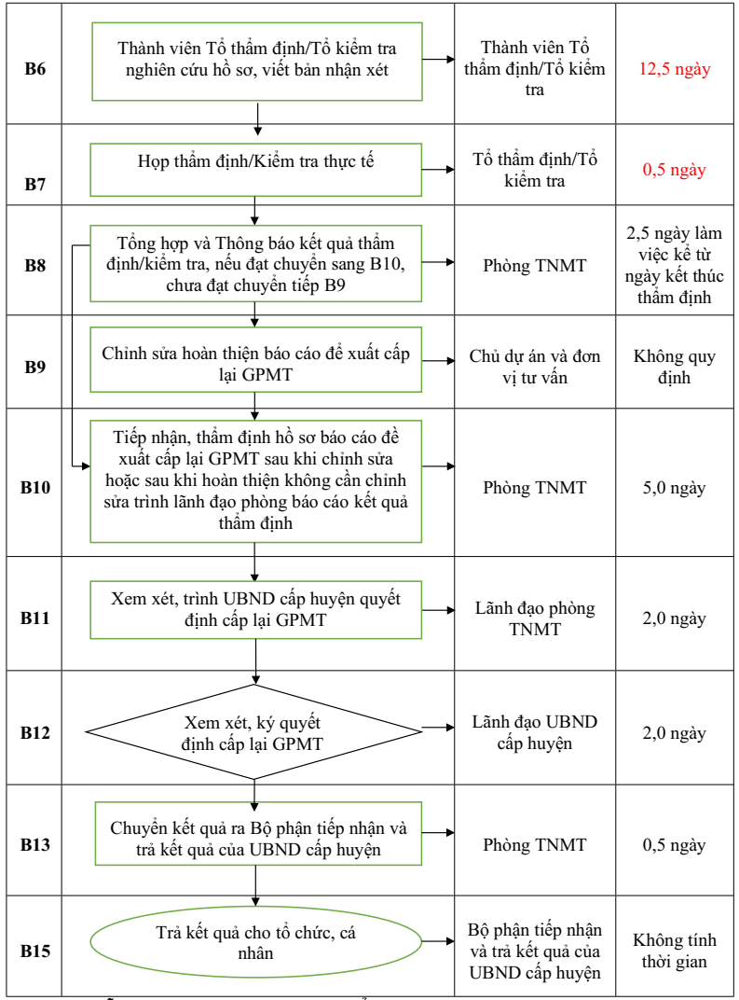 B6
Thành viên Tổ thẩm định/Tổ kiểm tra
nghiên cứu hồ sơ, viết bản nhận xét
Thành viên Tổ
thẩm định/Tổ kiểm
tra
12,5 ngày
B7
Họp thẩm định/Kiểm tra thực tế
Tổ thẩm định/Tổ
kiểm tra
0,5 ngày
B8
Tổng hợp và Thông báo kết quả thẩm
định/kiểm tra, nếu đạt chuyển sang B10,
chưa đạt chuyển tiếp B9
Phòng TNMT
2,5 ngày làm
việc kể từ
ngày kết thúc
thẩm định
B9
Chỉnh sửa hoàn thiện báo cáo để xuất cấp
lại GPMT
Chủ dự án và đơn
vị tư vấn
Không quy
định
B10
Tiếp nhận, thẩm định hồ sơ báo cáo đề
xuất cấp lại GPMT sau khi chỉnh sửa
hoặc sau khi hoàn thiện không cần chỉnh
sửa trình lãnh đạo phòng báo cáo kết quả
thẩm định
Phòng TNMT
5,0 ngày
B11
Xem xét, trình UBND cấp huyện quyết
định cấp lại GPMT
Lãnh đạo phòng
TNMT
2,0 ngày
B12
Xem xét, ký quyết
định cấp lại GPMT
Lãnh đạo UBND
cấp huyện
2,0 ngày
B13
Chuyển kết quả ra Bộ phận tiếp nhận và
trả kết quả của UBND cấp huyện
Phòng TNMT
0,5 ngày
B15
Trả kết quả cho tổ chức, cá
nhân
Bộ phận tiếp nhận
và trả kết quả của
UBND cấp huyện
Không tính
thời gian